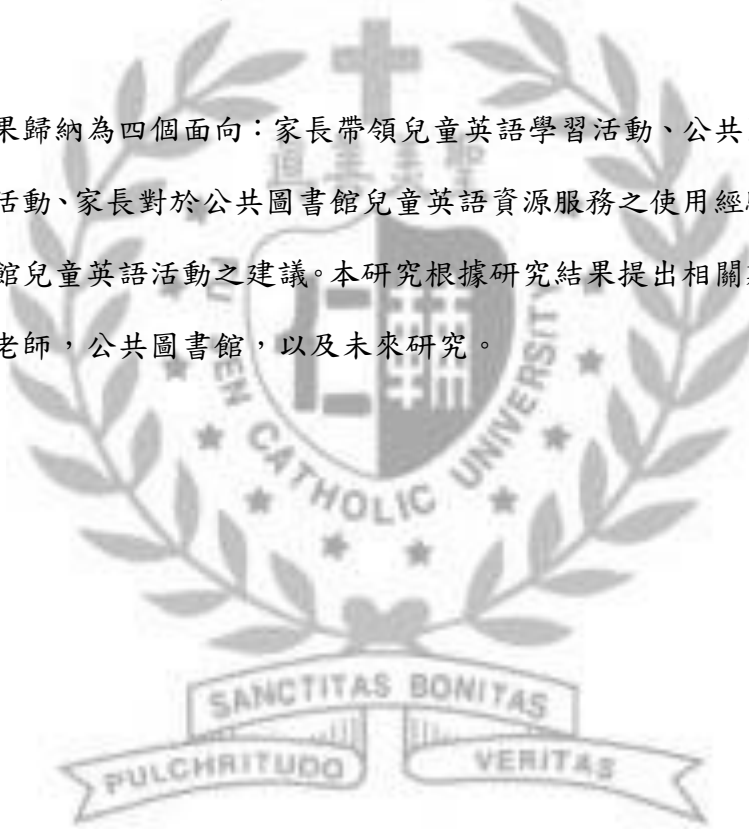 果歸納為四個面向：家長帶領兒童英語學習活動、公共
活動、家長對於公共圖書館兒童英語資源服務之使用經
館兒童英語活動之建議。本研究根據研究結果提出相關
老師，公共圖書館，以及未來研究。
CATHOLIC UNIVERSITY
SANCTITAS BONITAS
PULCHRITUDO VERITAS